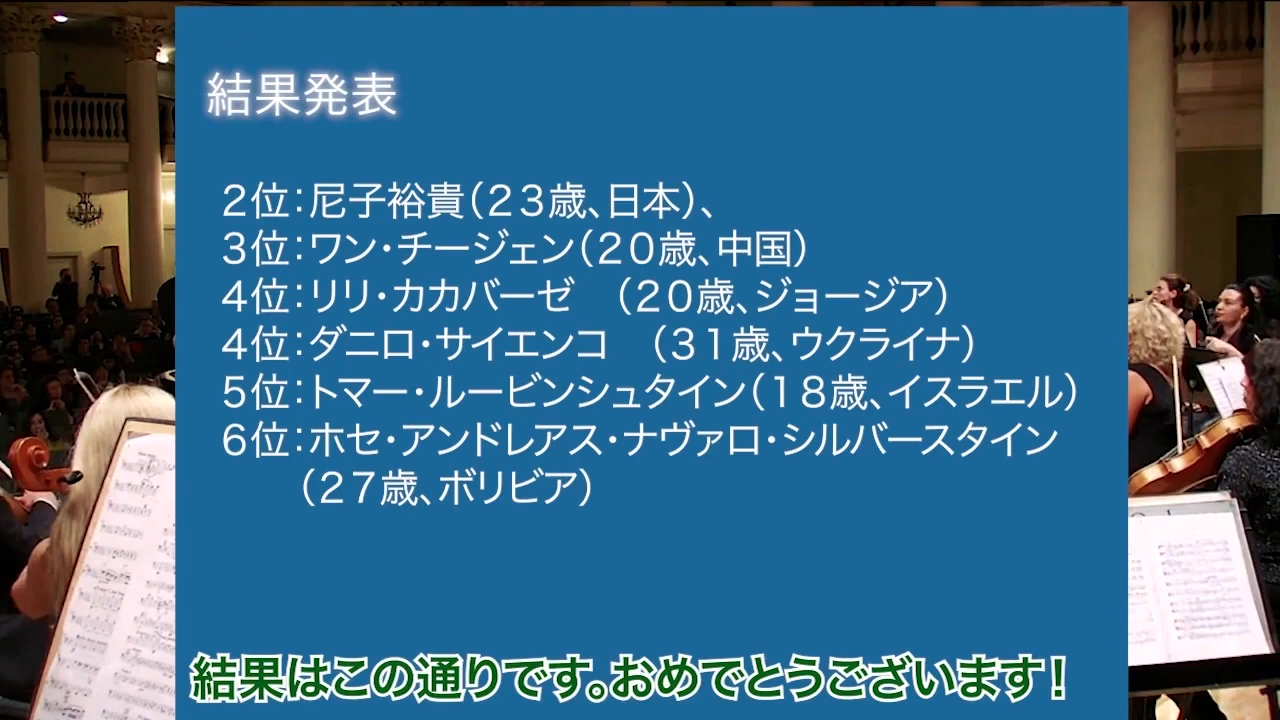 結果発表
２位：尼子裕貴（２３歳、日本）、
３位：ワン・チージェン（２０歳、中国）
４位：リリ・カカバーゼ　（２０歳、ジョージア）
４位：ダニロ・サイエンコ　（３１歳、ウクライナ）
５位：トマー・ルービンシュタイン（１８歳、イスラエル）
６位：ホセ・アンドレアス・ナヴァロ・シルバースタイン
（２７歳、ボリビア）
結果はこの通りです。おめでとうございます！